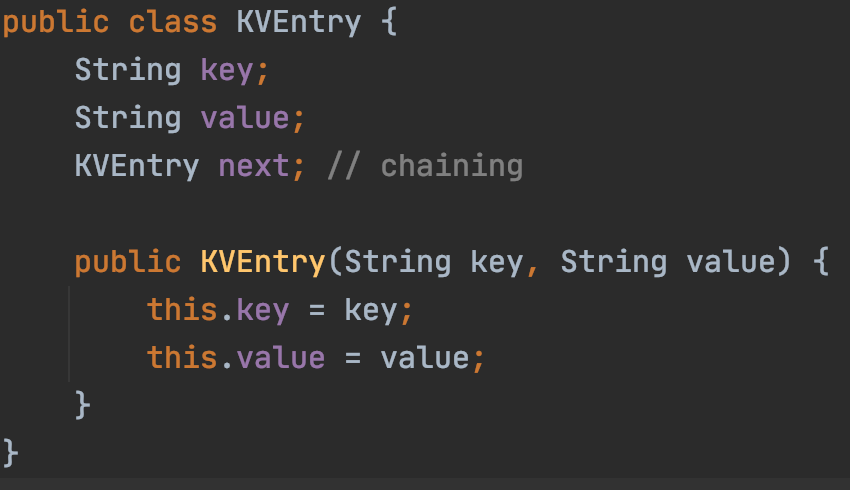 public class KVEntry {
    String key;
    String value;
    KVEntry next; // chaining

    public KVEntry(String key, String value) {
        this.key = key;
        this.value = value;
    }
}